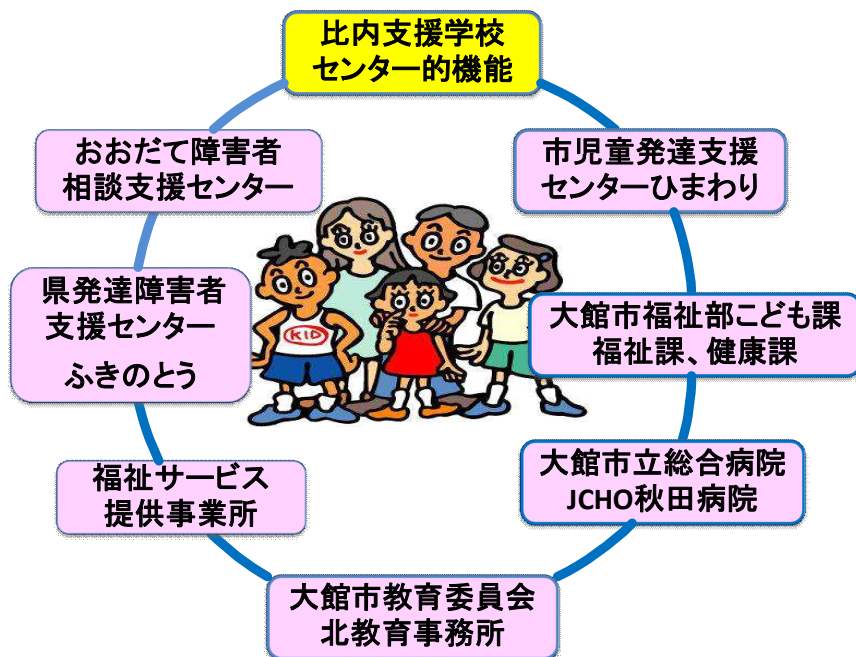 比内支援学校
センター的機能
おおだて障害者
相談支援センター
市児童発達支援
センターひまわり
県発達障害者
支援センター
ふきのとう
KID
大館市福祉部こども課
福祉課、健康課
福祉サービス
提供事業所
大館市立総合病院
JCHO秋田病院
大館市教育委員会
北教育事務所